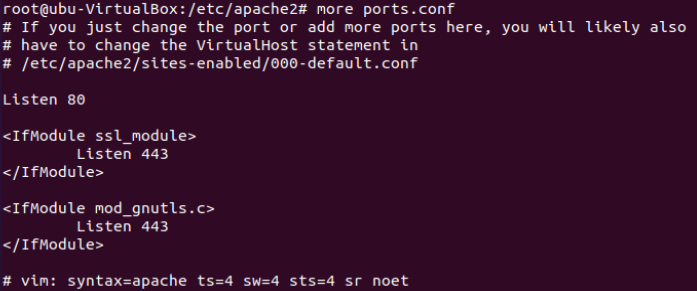 root@ubu-VirtualBox:/etc/apache2# more ports.conf
# If you just change the port or add more ports here, you will likely also
# have to change the VirtualHost statement in
# /etc/apache2/sites-enabled/000-default.conf

Listen 80

<IfModule ssl_module>
        Listen 443
</IfModule>

<IfModule mod_gnutls.c>
        Listen 443
</IfModule>

# vim: syntax=apache ts=4 sw=4 sts=4 sr noet